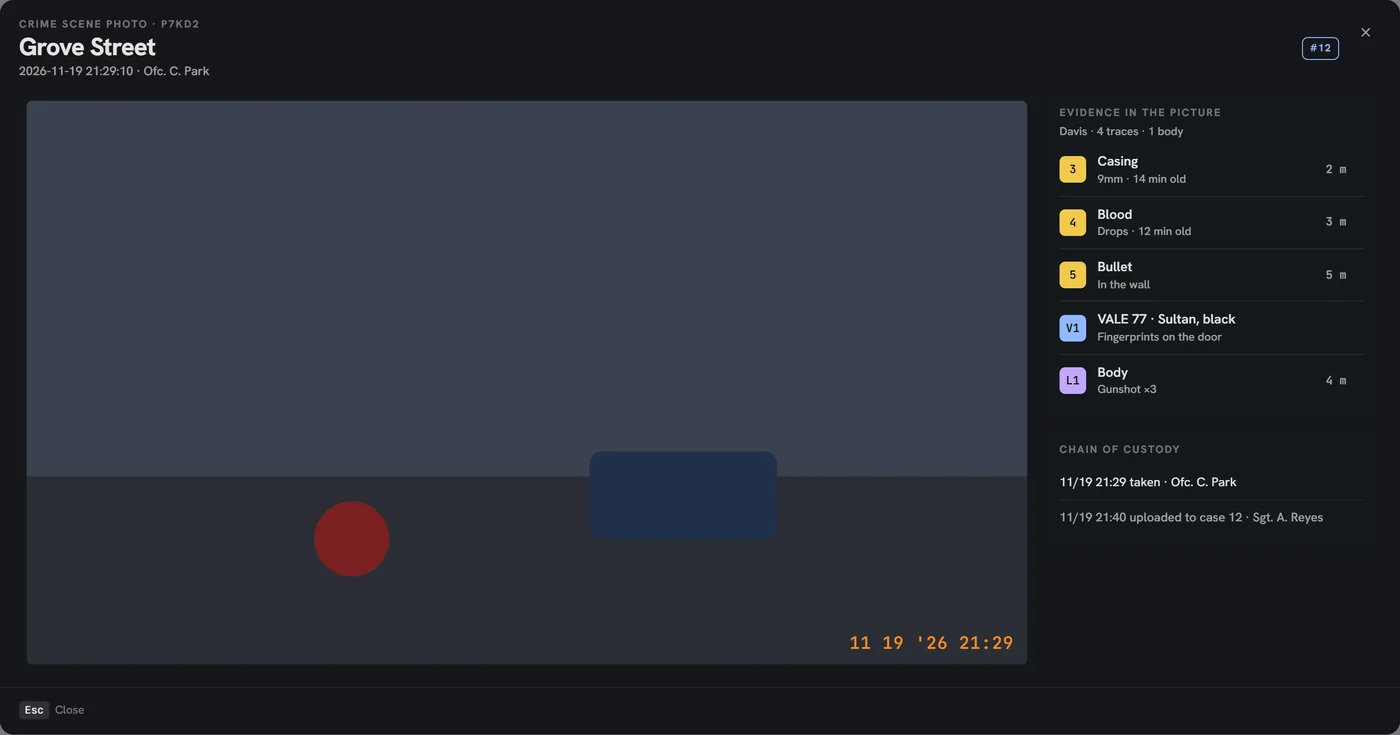 CRIME SCENE PHOTO · P7KD2
Grove Street
2026-11-19 21:29:10 · Ofc. C. Park
#12
EVIDENCE IN THE PICTURE
Davis · 4 traces · 1 body
3
Casing
9mm · 14 min old
2 m
4
Blood
Drops · 12 min old
3 m
5
Bullet
In the wall
5 m
V1
VALE 77 · Sultan, black
Fingerprints on the door
L1
Body
Gunshot ×3
4 m
CHAIN OF CUSTODY
11/19 21:29 taken · Ofc. C. Park
11/19 21:40 uploaded to case 12 · Sgt. A. Reyes
11 19 '26 21:29
Esc Close